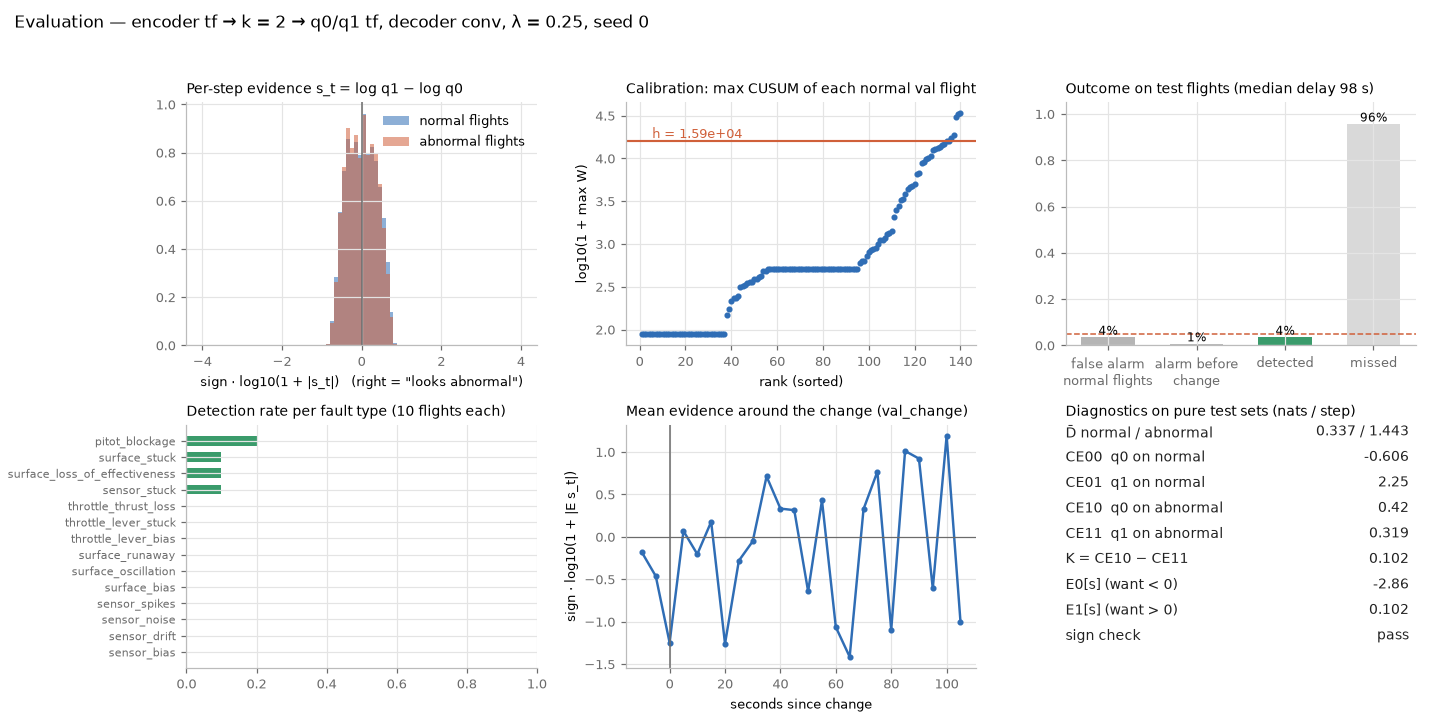 Evaluation — encoder tf → k = 2 → q0/q1 tf, decoder conv, λ = 0.25, seed 0
Per-step evidence s_t = log q1 − log q0
normal flights
abnormal flights
1.0
0.8
0.6
0.4
0.2
0.0
−4
−2
0
2
4
sign · log10(1 + |s_t|)   (right = "looks abnormal")
Calibration: max CUSUM of each normal val flight
h = 1.59e+04
log10(1 + max W)
4.5
4.0
3.5
3.0
2.5
2.0
0
20
40
60
80
100
120
140
rank (sorted)
Outcome on test flights (median delay 98 s)
1.0
0.8
0.6
0.4
0.2
0.0
4%
1%
4%
96%
false alarm
normal flights
alarm before
change
detected
missed
Detection rate per fault type (10 flights each)
pitot_blockage
surface_stuck
surface_loss_of_effectiveness
sensor_stuck
throttle_thrust_loss
throttle_lever_stuck
throttle_lever_bias
surface_runaway
surface_oscillation
surface_bias
sensor_spikes
sensor_noise
sensor_drift
sensor_bias
0.0
0.2
0.4
0.6
0.8
1.0
Mean evidence around the change (val_change)
sign · log10(1 + |E s_t|)
1.0
0.5
0.0
−0.5
−1.0
−1.5
0
20
40
60
80
100
seconds since change
Diagnostics on pure test sets (nats / step)
D̄ normal / abnormal 0.337 / 1.443
CE00  q0 on normal -0.606
CE01  q1 on normal 2.25
CE10  q0 on abnormal 0.42
CE11  q1 on abnormal 0.319
K = CE10 − CE11 0.102
E0[s] (want < 0) -2.86
E1[s] (want > 0) 0.102
sign check pass